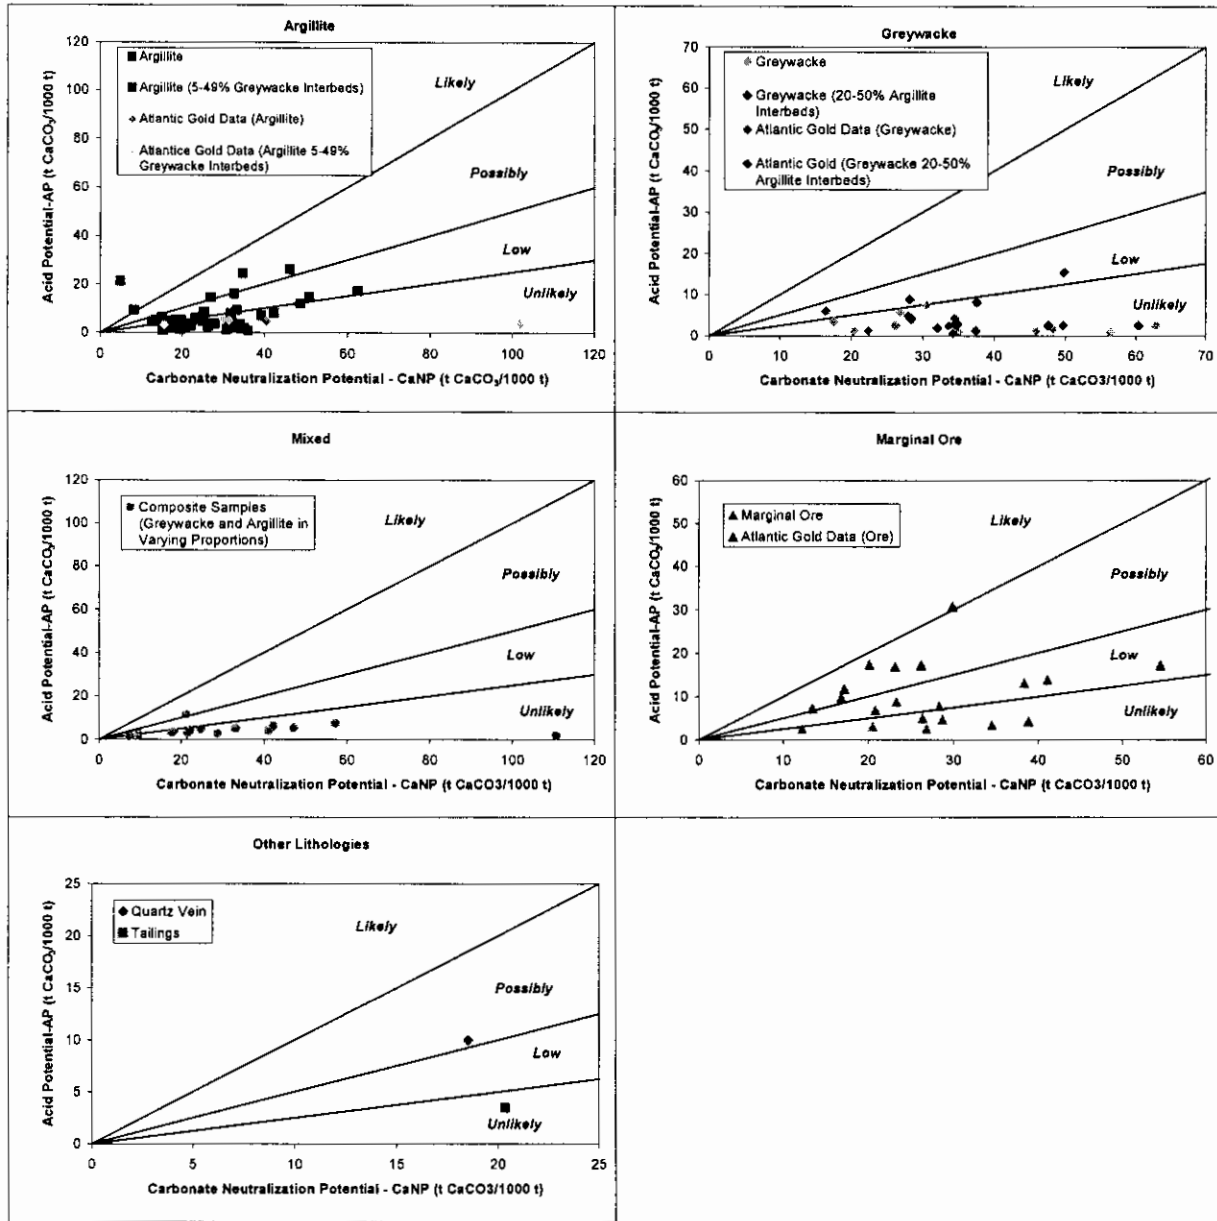 Argillite
120
100
80
60
40
20
0
Acid Potential-AP (t CaCO3/1000 t)
Argillite
Argillite (5-49% Greywacke Interbeds)
Atlantic Gold Data (Argillite)
Atlantice Gold Data (Argillite 5-49%
Greywacke Interbeds)
Likely
Possibly
Low
Unlikely
0 20 40 60 80 100 120
Carbonate Neutralization Potential - CaNP (t CaCO3/1000 t)
Greywacke
70
60
50
40
30
20
10
0
Acid Potential-AP (t CaCO3/1000 t)
Greywacke
Greywacke (20-50% Argillite
Interbeds)
Atlantic Gold Data (Greywacke)
Atlantic Gold (Greywacke 20-50%
Argillite Interbeds)
Likely
Possibly
Low
Unlikely
0 10 20 30 40 50 60 70
Carbonate Neutralization Potential - CaNP (t CaCO3/1000 t)
Mixed
120
100
80
60
40
20
0
Acid Potential-AP (t CaCO3/1000 t)
Composite Samples
(Greywacke and Argillite in
Varying Proportions)
Likely
Possibly
Low
Unlikely
0 20 40 60 80 100 120
Carbonate Neutralization Potential - CaNP (t CaCO3/1000 t)
Marginal Ore
60
50
40
30
20
10
0
Acid Potential-AP (t CaCO3/1000 t)
Marginal Ore
Atlantic Gold Data (Ore)
Likely
Possibly
Low
Unlikely
0 10 20 30 40 50 60
Carbonate Neutralization Potential - CaNP (t CaCO3/1000 t)
Other Lithologies
25
20
15
10
5
0
Acid Potential-AP (t CaCO3/1000 t)
Quartz Vein
Tailings
Likely
Possibly
Low
Unlikely
0 5 10 15 20 25
Carbonate Neutralization Potential - CaNP (t CaCO3/1000 t)